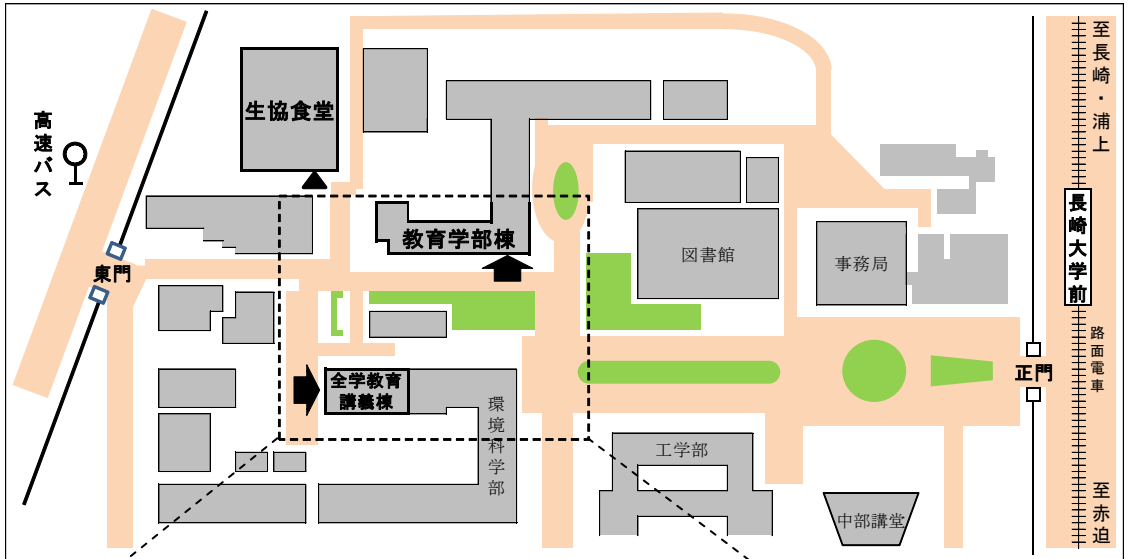 高速バス
東門
生協食堂
教育学部棟
全学教育
講義棟
環境科学部
図書館
事務局
工学部
中部講堂
正門
至長崎・浦上
長崎大学前
路面電車
至赤迫